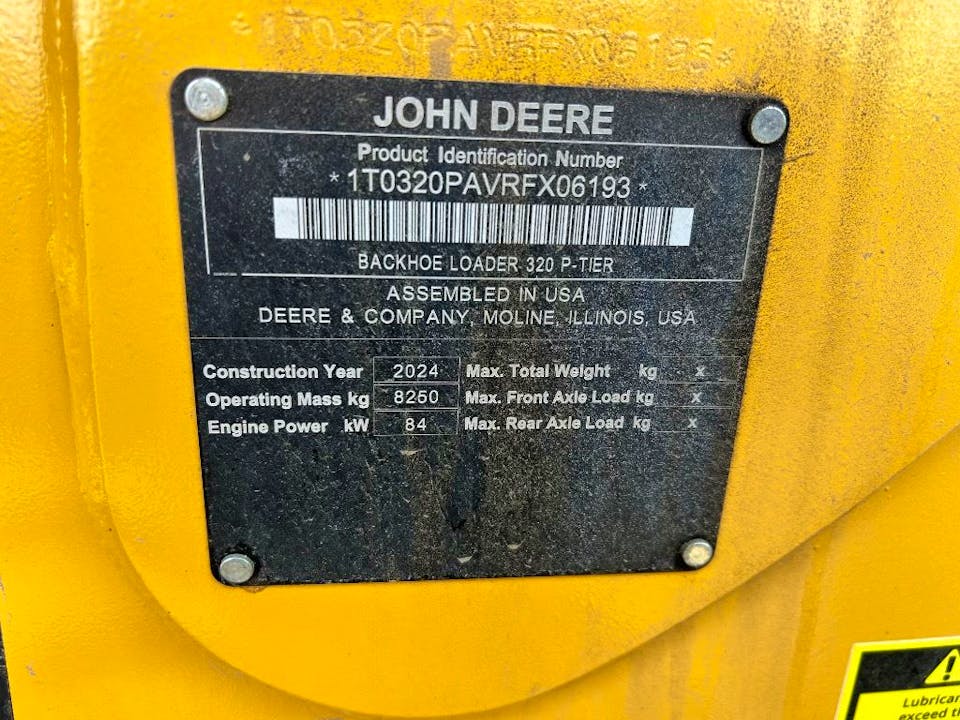 JOHN DEERE
Product Identification Number
*1T0320PAVRFX06193*
BACKHOE LOADER 320 P-TIER
ASSEMBLED IN USA
DEERE & COMPANY, MOLINE, ILLINOIS, USA
Construction Year 2024 Max. Total Weight kg x
Operating Mass kg 8250 Max. Front Axle Load kg x
Engine Power kW 84 Max. Rear Axle Load kg x
exceed